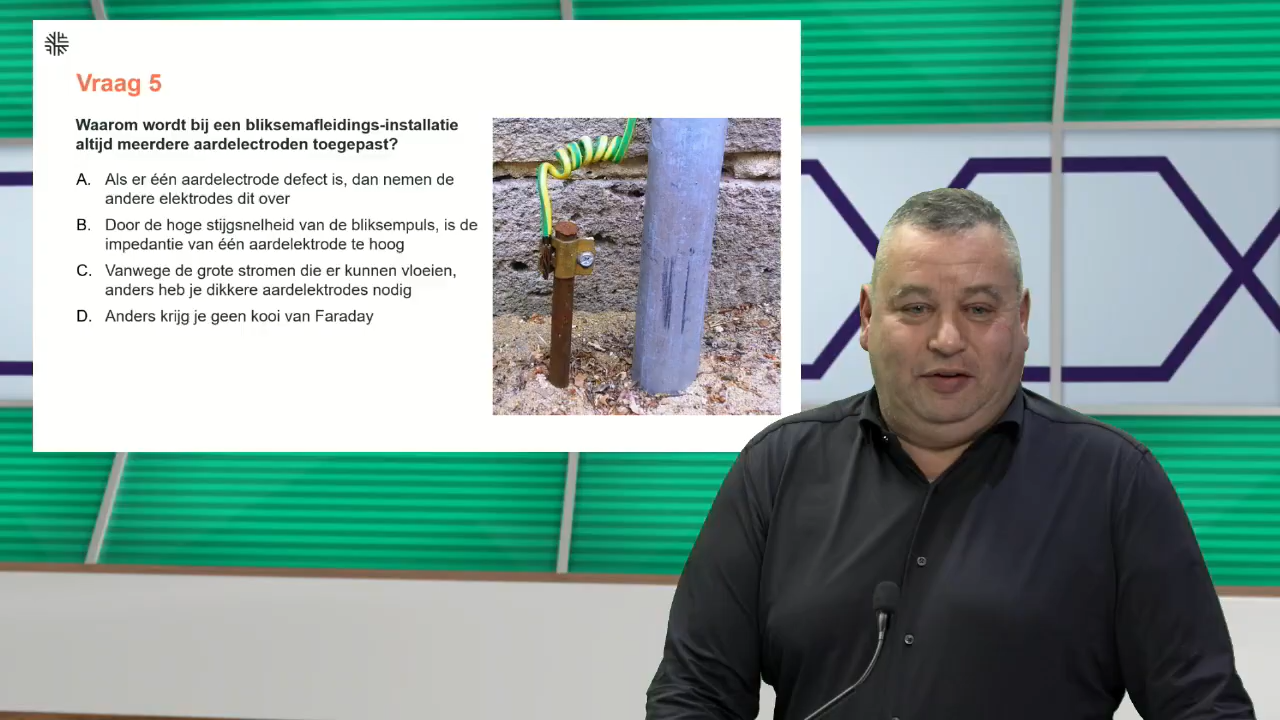 Vraag 5
Waarom wordt bij een bliksemafleidings-installatie
altijd meerdere aardelectroden toegepast?
A. Als er één aardelectrode defect is, dan nemen de
andere elektrodes dit over
B. Door de hoge stijgsnelheid van de bliksempuls, is de
impedantie van één aardelektrode te hoog
C. Vanwege de grote stromen die er kunnen vloeien,
anders heb je dikkere aardelektrodes nodig
D. Anders krijg je geen kooi van Faraday